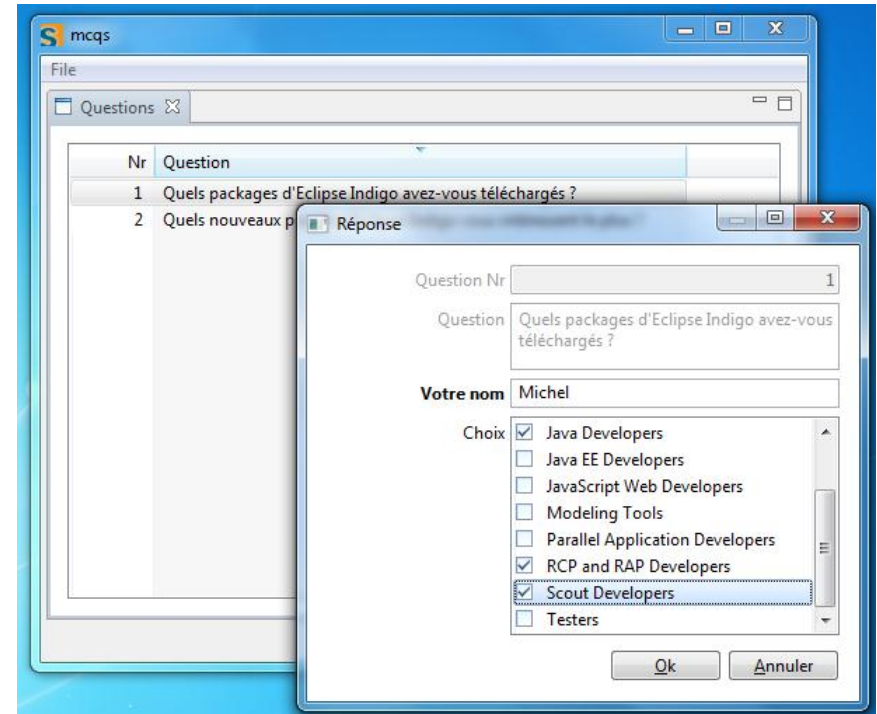 mcqs
File
Questions
Nr Question
1 Quels packages d'Eclipse Indigo avez-vous téléchargés ?
2 Quels nouveaux p
Réponse
Question Nr 1
Question Quels packages d'Eclipse Indigo avez-vous
téléchargés ?
Votre nom Michel
Choix Java Developers
Java EE Developers
JavaScript Web Developers
Modeling Tools
Parallel Application Developers
RCP and RAP Developers
Scout Developers
Testers
Ok Annuler